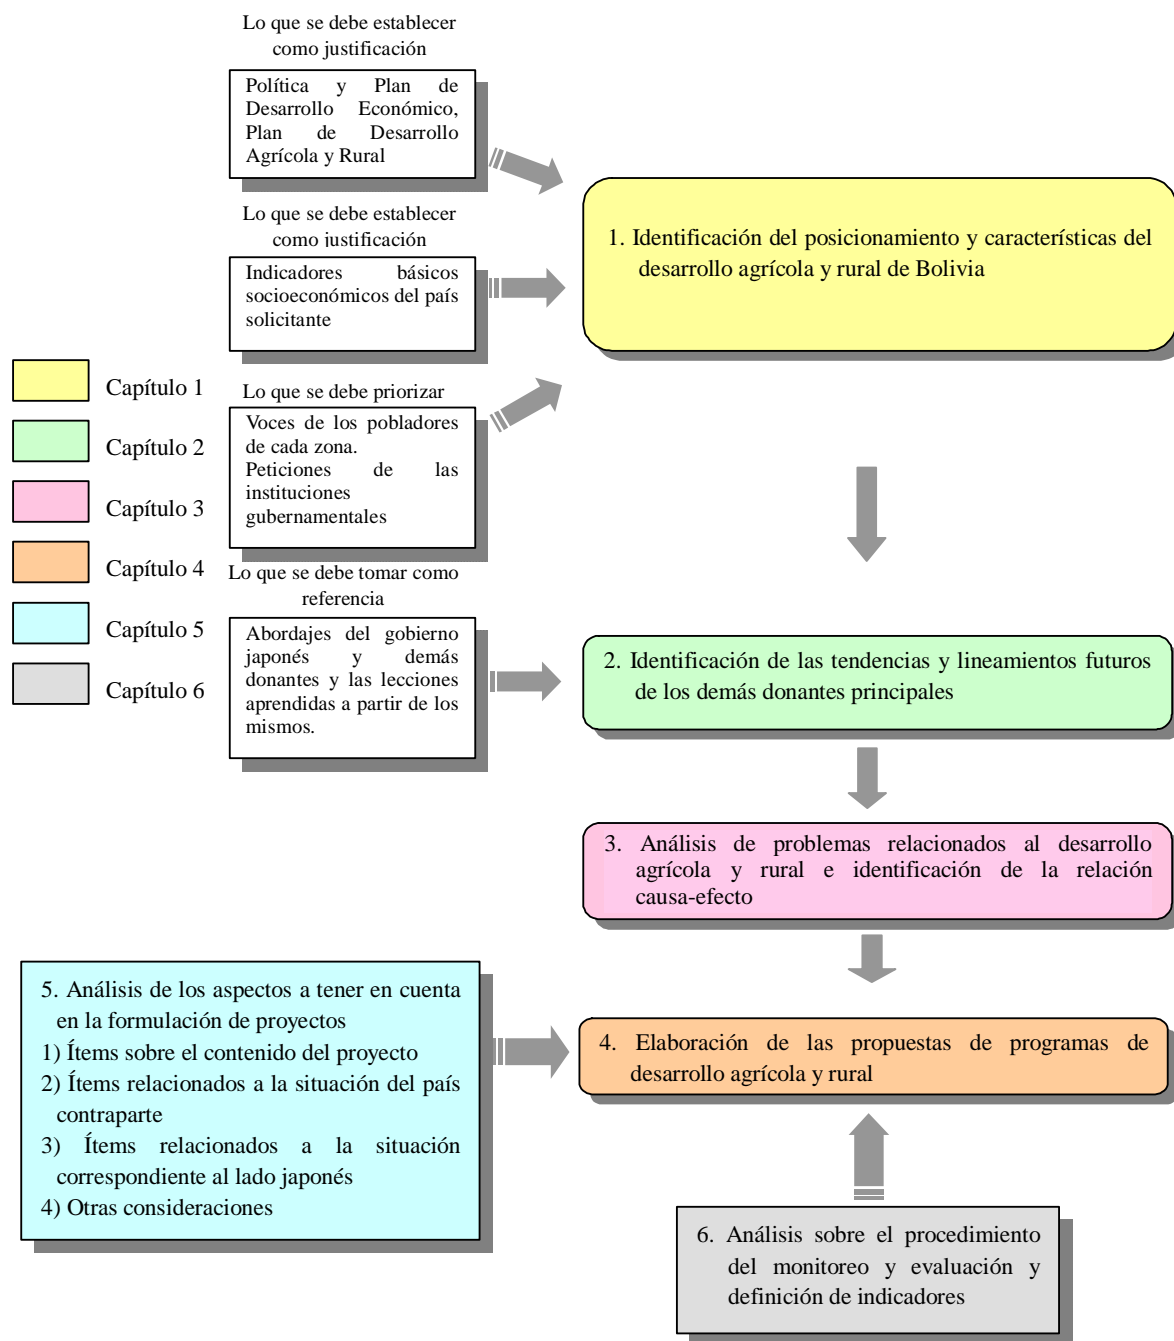 Lo que se debe establecer
como justificación
Política y Plan de
Desarrollo Económico,
Plan de Desarrollo
Agrícola y Rural
Lo que se debe establecer
como justificación
Indicadores básicos
socioeconómicos del país
solicitante
1. Identificación del posicionamiento y características del
desarrollo agrícola y rural de Bolivia
Capítulo 1
Capítulo 2
Capítulo 3
Capítulo 4
Capítulo 5
Capítulo 6
Lo que se debe priorizar
Voces de los pobladores
de cada zona.
Peticiones de las
instituciones
gubernamentales
Lo que se debe tomar como
referencia
Abordajes del gobierno
japonés y demás
donantes y las lecciones
aprendidas a partir de los
mismos.
2. Identificación de las tendencias y lineamientos futuros
de los demás donantes principales
3. Análisis de problemas relacionados al desarrollo
agrícola y rural e identificación de la relación
causa-efecto
5. Análisis de los aspectos a tener en cuenta
en la formulación de proyectos
1) Ítems sobre el contenido del proyecto
2) Ítems relacionados a la situación del país
contraparte
3) Ítems relacionados a la situación
correspondiente al lado japonés
4) Otras consideraciones
4. Elaboración de las propuestas de programas de
desarrollo agrícola y rural
6. Análisis sobre el procedimiento
del monitoreo y evaluación y
definición de indicadores